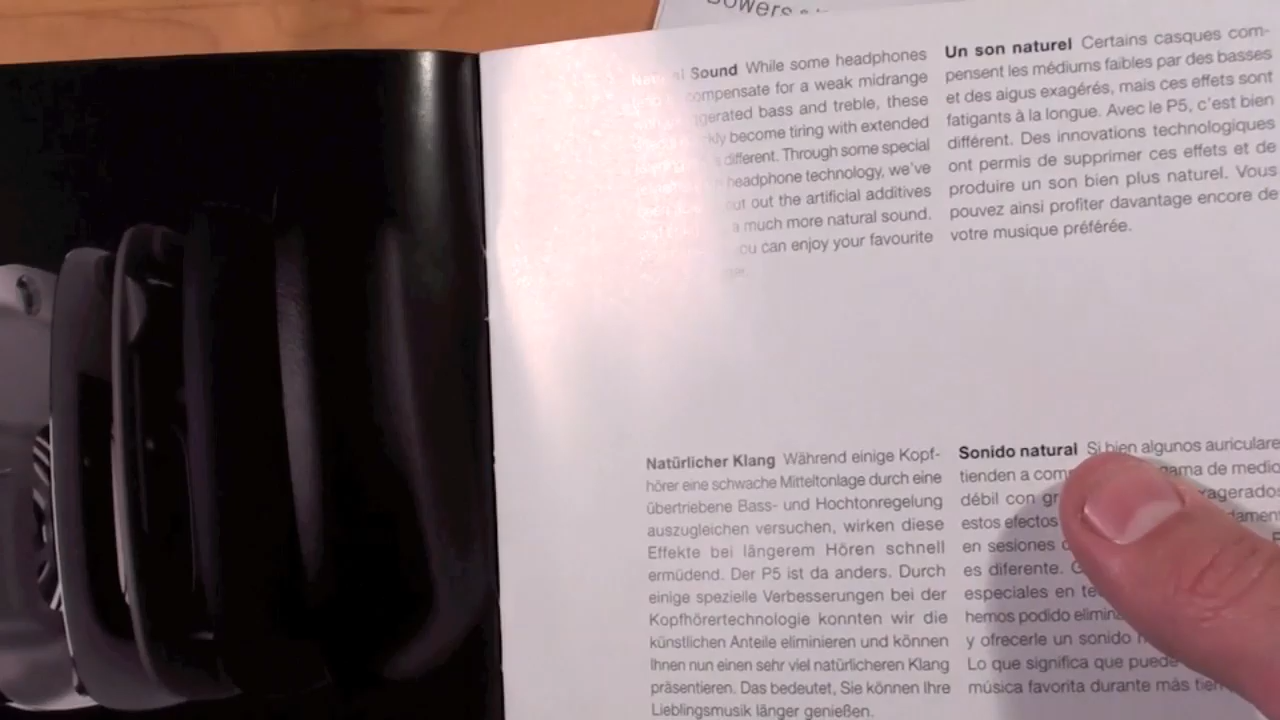 Sound While some headphones
compensate for a weak midrange
bass and treble, these
become tiring with extended
different. Through some special
headphone technology, we've
out the artificial additives
a much more natural sound.
can enjoy your favourite
Un son naturel Certains casques com-
pensent les médiums faibles par des basses
et des aigus exagérés, mais ces effets sont
fatigants à la longue. Avec le P5, c'est bien
différent. Des innovations technologiques
ont permis de supprimer ces effets et de
produire un son bien plus naturel. Vous
pouvez ainsi profiter davantage encore de
votre musique préférée.
Natürlicher Klang Während einige Kopf-
hörer eine schwache Mitteltonlage durch eine
übertriebene Bass- und Hochtonregelung
auszugleichen versuchen, wirken diese
Effekte bei längerem Hören schnell
ermüdend. Der P5 ist da anders. Durch
einige spezielle Verbesserungen bei der
Kopfhörertechnologie konnten wir die
künstlichen Anteile eliminieren und können
Ihnen nun einen sehr viel natürlicheren Klang
präsentieren. Das bedeutet, Sie können Ihre
Lieblingsmusik länger genießen.
Sonido natural Si bien algunos auriculare
tienden a gama de medio
débil con
estos efectos
en sesiones
es diferente.
especiales en
hemos podido
y ofrecerle un sonido
Lo que significa que puede
música favorita durante más